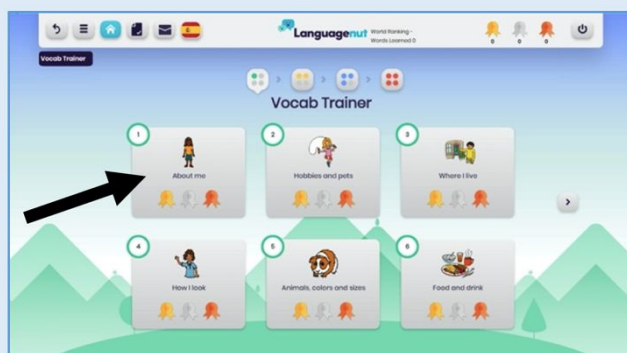 Languagenut
World Ranking -
Words Learned 0
0 0 0
Vocab Trainer
Vocab Trainer
1
About me
2
Hobbies and pets
3
Where I live
4
How I look
5
Animals, colors and sizes
6
Food and drink